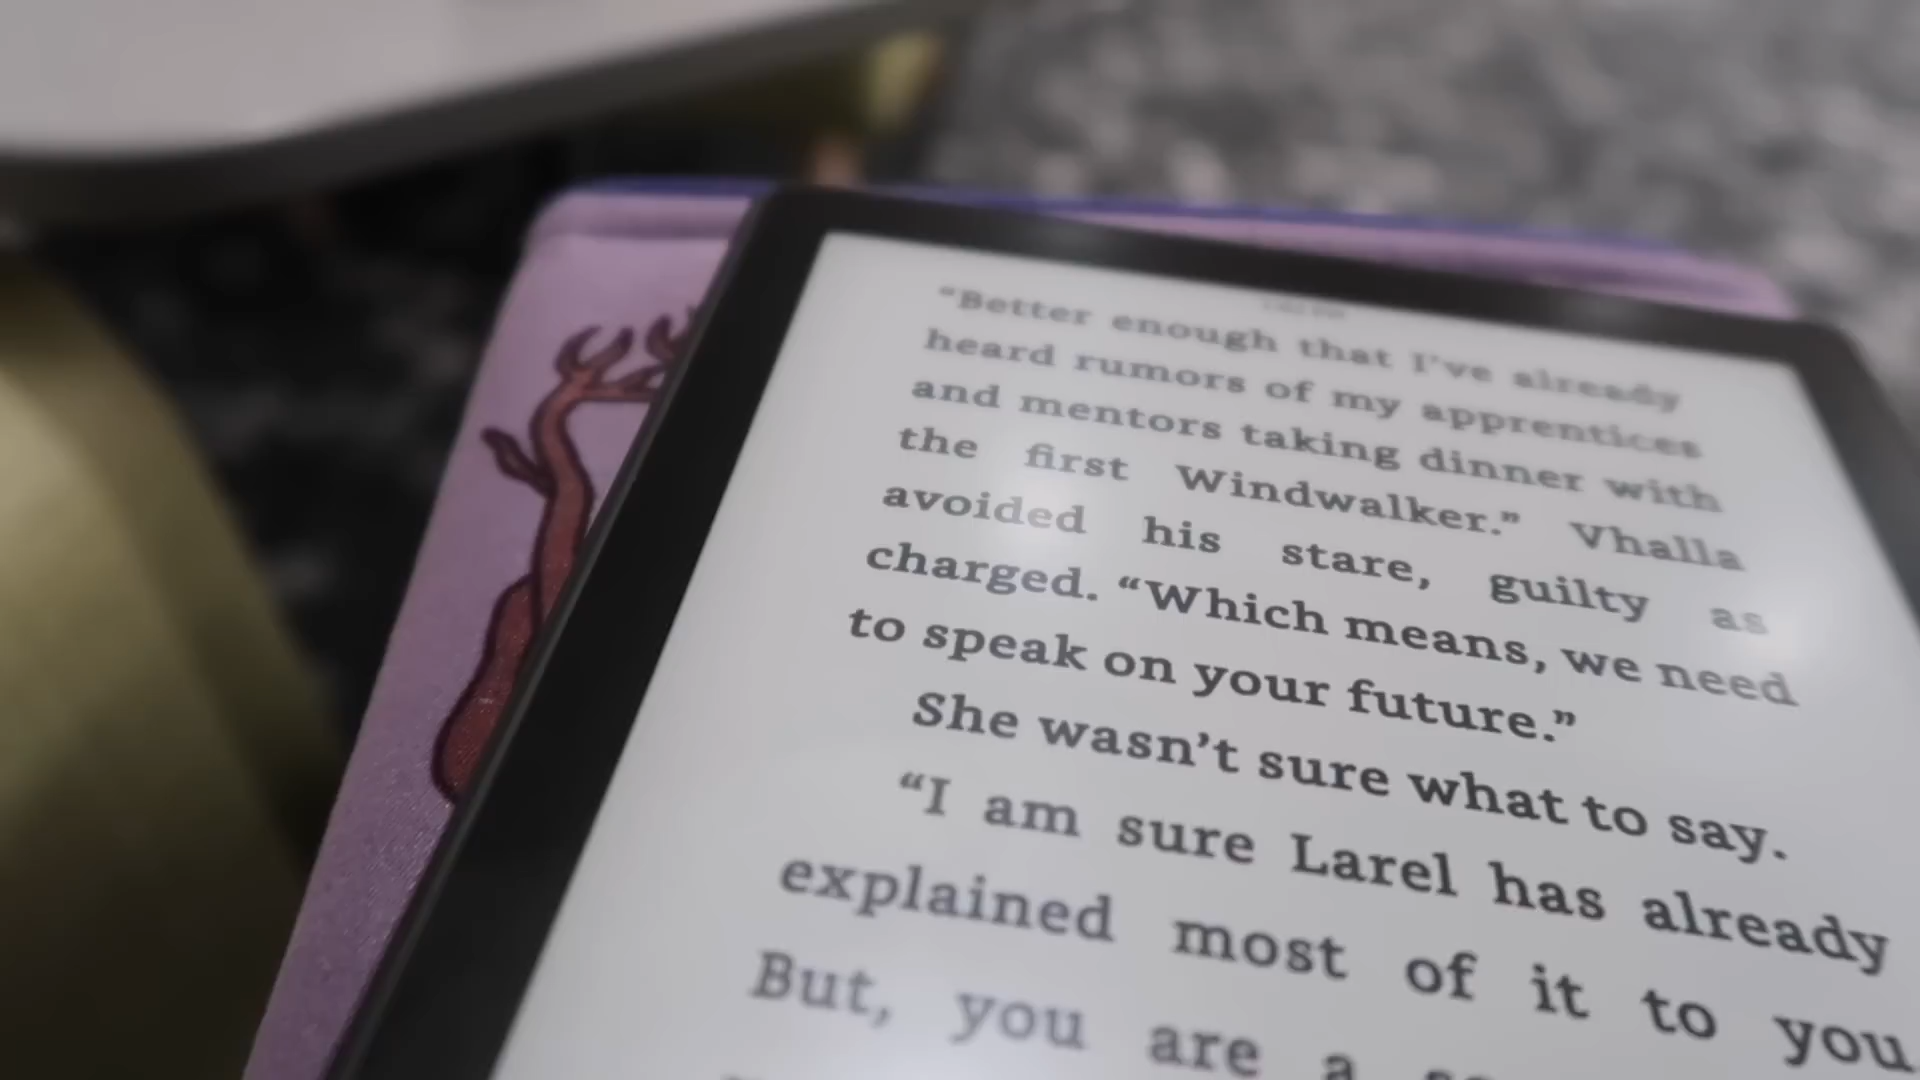 “Better enough that I’ve already
heard rumors of my apprentices
and mentors taking dinner with
the first Windwalker.” Vhalla
avoided his stare, guilty as
charged. “Which means, we need
to speak on your future.”
She wasn’t sure what to say.
“I am sure Larel has already
explained most of it to you.
But, you are a